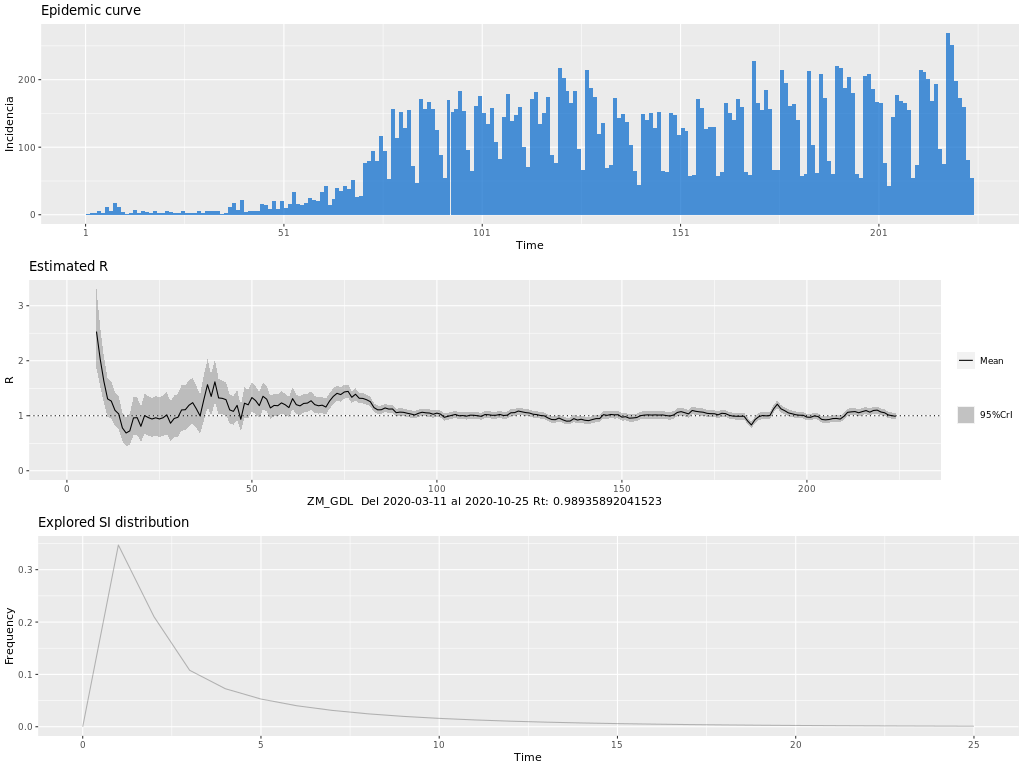 Epidemic curve
Incidencia
200
100
0
1
51
101
151
201
Time
Estimated R
R
3
2
1
0
0
50
100
150
200
ZM_GDL Del 2020-03-11 al 2020-10-25 Rt: 0.98935892041523
Mean
95%CrI
Explored SI distribution
Frequency
0.3
0.2
0.1
0.0
0
5
10
15
20
25
Time